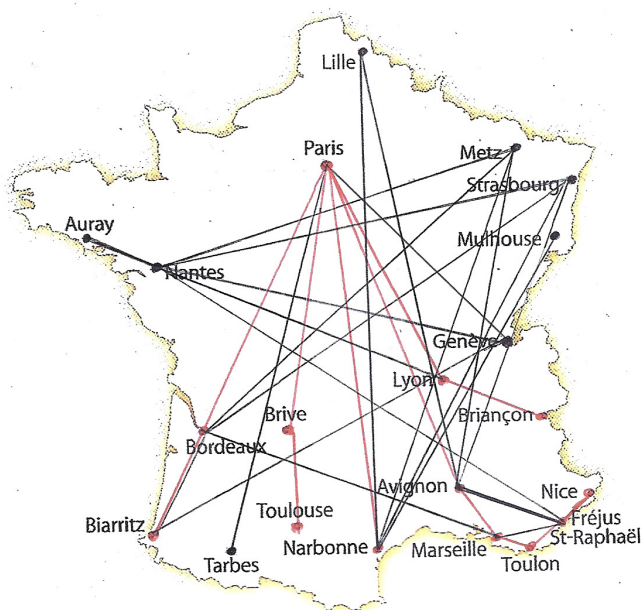 Lille
Paris
Metz
Strasbourg
Auray
Mulhouse
Nantes
Genève
Lyon
Brive
Briançon
Bordeaux
Avignon
Nice
Toulouse
Fréjus
St-Raphaël
Biarritz
Narbonne
Marseille
Tarbes
Toulon